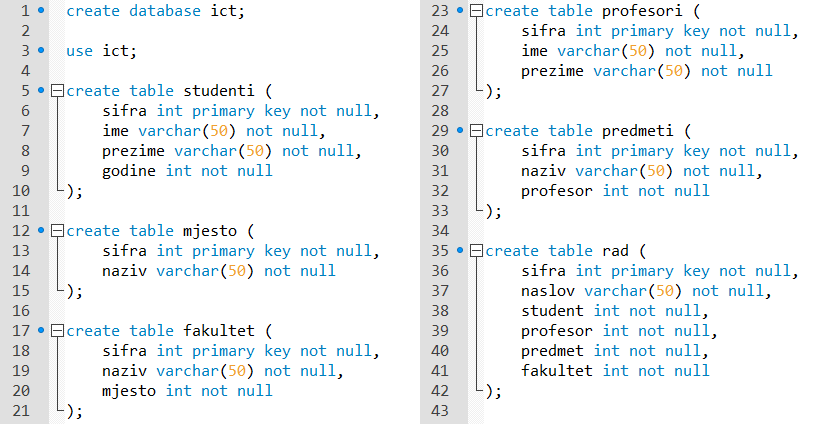 1 create database ict;
2
3 use ict;
4
5 create table studenti (
6 sifra int primary key not null,
7 ime varchar(50) not null,
8 prezime varchar(50) not null,
9 godine int not null
10 );
11
12 create table mjesto (
13 sifra int primary key not null,
14 naziv varchar(50) not null
15 );
16
17 create table fakultet (
18 sifra int primary key not null,
19 naziv varchar(50) not null,
20 mjesto int not null
21 );
23 create table profesori (
24 sifra int primary key not null,
25 ime varchar(50) not null,
26 prezime varchar(50) not null
27 );
28
29 create table predmeti (
30 sifra int primary key not null,
31 naziv varchar(50) not null,
32 profesor int not null
33 );
34
35 create table rad (
36 sifra int primary key not null,
37 naslov varchar(50) not null,
38 student int not null,
39 profesor int not null,
40 predmet int not null,
41 fakultet int not null
42 );
43